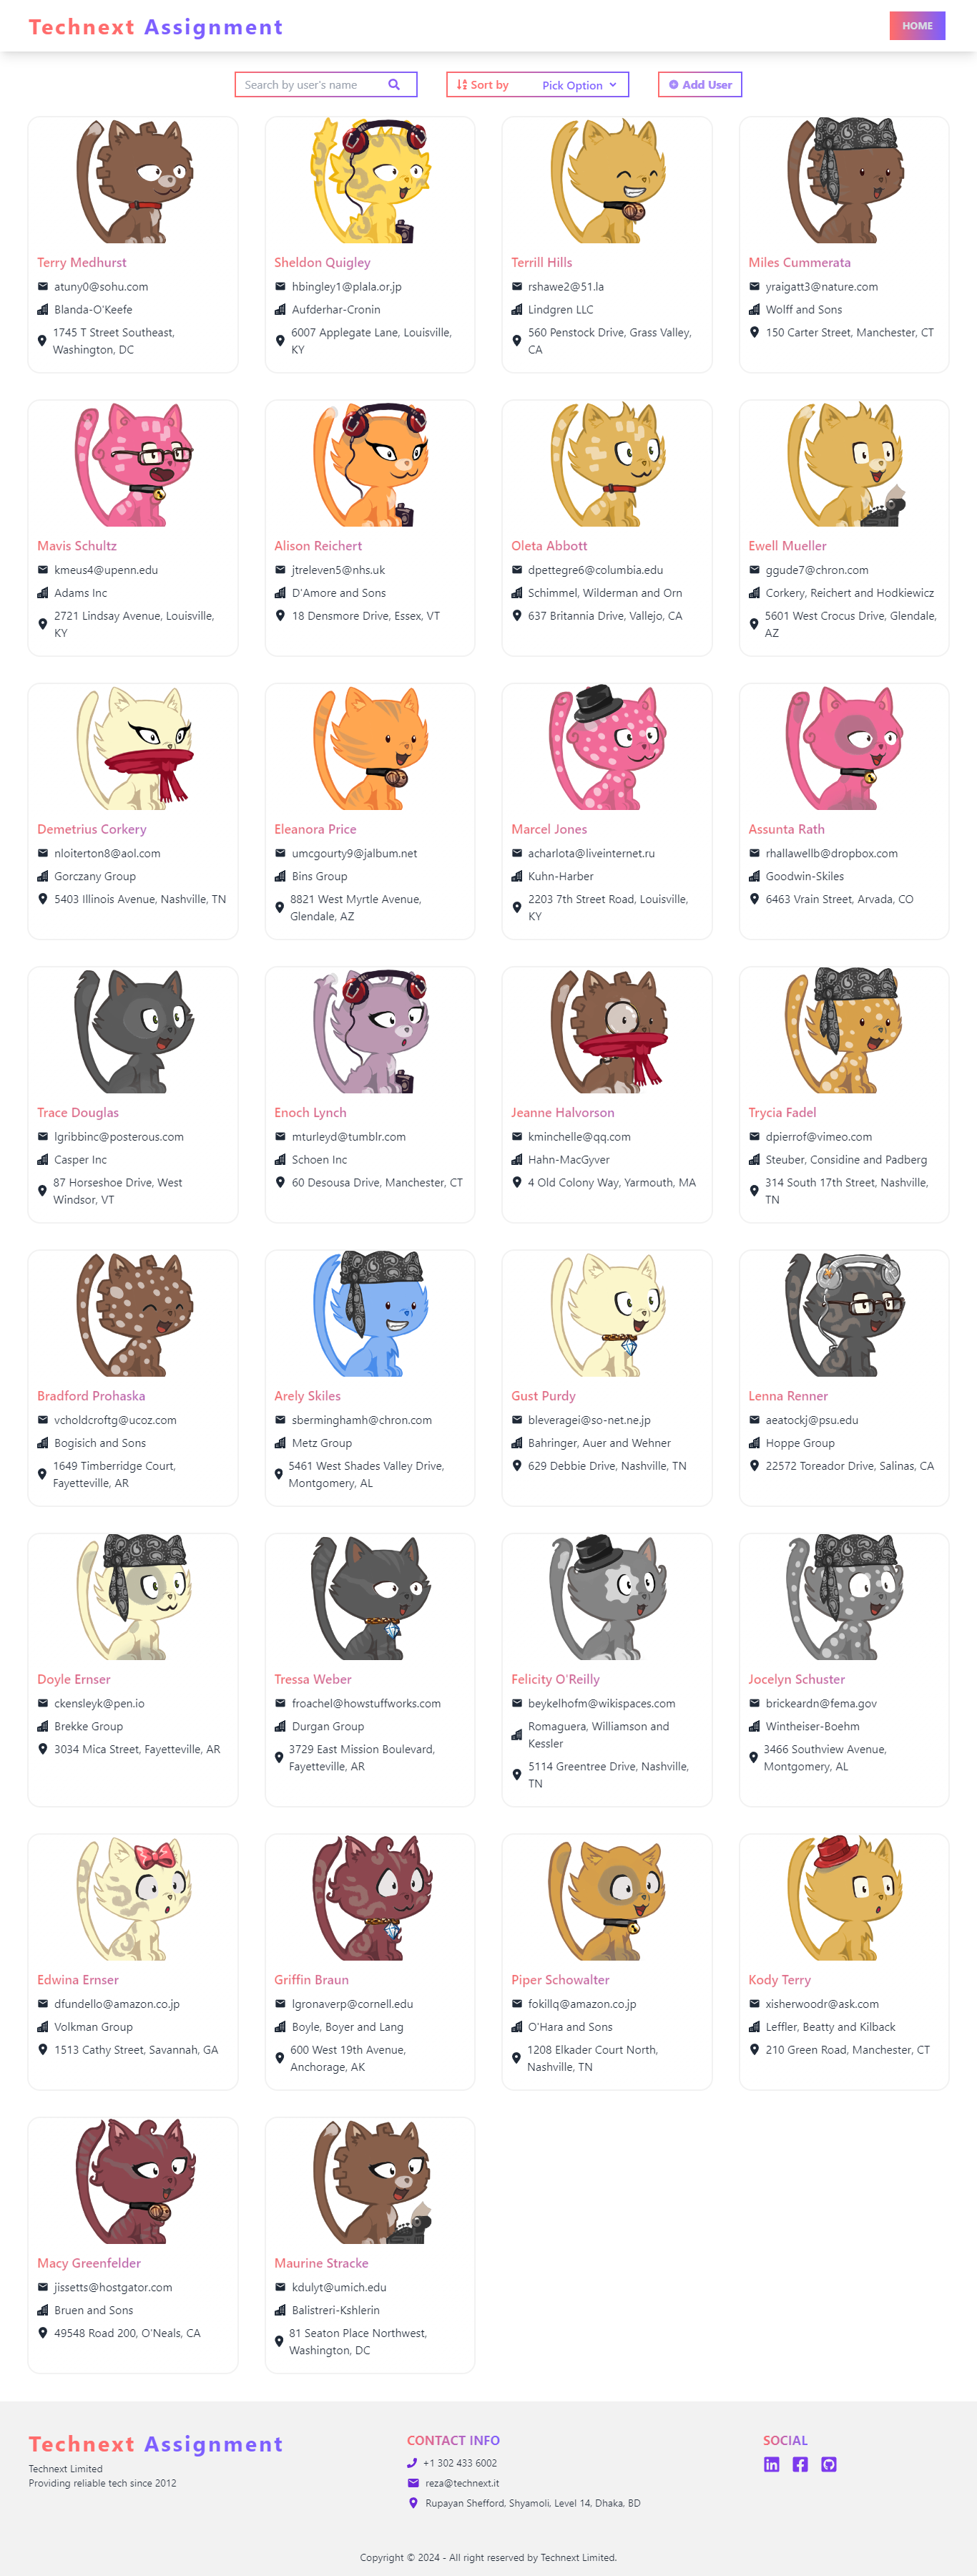 Technext Assignment
HOME
Search by user's name
Sort by
Pick Option
Add User
Terry Medhurst
atuny0@sohu.com
Blanda-O'Keefe
1745 T Street Southeast,
Washington, DC
Sheldon Quigley
hbingley1@plala.or.jp
Aufderhar-Cronin
6007 Applegate Lane, Louisville,
KY
Terrill Hills
rshawe2@51.la
Lindgren LLC
560 Penstock Drive, Grass Valley,
CA
Miles Cummerata
yraigatt3@nature.com
Wolff and Sons
150 Carter Street, Manchester, CT
Mavis Schultz
kmeus4@upenn.edu
Adams Inc
2721 Lindsay Avenue, Louisville,
KY
Alison Reichert
jtreleven5@nhs.uk
D'Amore and Sons
18 Densmore Drive, Essex, VT
Oleta Abbott
dpettegre6@columbia.edu
Schimmel, Wilderman and Orn
637 Britannia Drive, Vallejo, CA
Ewell Mueller
ggude7@chron.com
Corkery, Reichert and Hodkiewicz
5601 West Crocus Drive, Glendale,
AZ
Demetrius Corkery
nloiterton8@aol.com
Gorczany Group
5403 Illinois Avenue, Nashville, TN
Eleanora Price
umcgourty9@jalbum.net
Bins Group
8821 West Myrtle Avenue,
Glendale, AZ
Marcel Jones
acharlota@liveinternet.ru
Kuhn-Harber
2203 7th Street Road, Louisville,
KY
Assunta Rath
rhallawellb@dropbox.com
Goodwin-Skiles
6463 Vrain Street, Arvada, CO
Trace Douglas
lgribbinc@posterous.com
Casper Inc
87 Horseshoe Drive, West
Windsor, VT
Enoch Lynch
mturleyd@tumblr.com
Schoen Inc
60 Desousa Drive, Manchester, CT
Jeanne Halvorson
kminchelle@qq.com
Hahn-MacGyver
4 Old Colony Way, Yarmouth, MA
Trycia Fadel
dpierrof@vimeo.com
Steuber, Considine and Padberg
314 South 17th Street, Nashville,
TN
Bradford Prohaska
vcholdcroftg@ucoz.com
Bogisich and Sons
1649 Timberridge Court,
Fayetteville, AR
Arely Skiles
sberminghamh@chron.com
Metz Group
5461 West Shades Valley Drive,
Montgomery, AL
Gust Purdy
bleveragei@so-net.ne.jp
Bahringer, Auer and Wehner
629 Debbie Drive, Nashville, TN
Lenna Renner
aeatockj@psu.edu
Hoppe Group
22572 Toreador Drive, Salinas, CA
Doyle Ernser
ckensleyk@pen.io
Brekke Group
3034 Mica Street, Fayetteville, AR
Tressa Weber
froachel@howstuffworks.com
Durgan Group
3729 East Mission Boulevard,
Fayetteville, AR
Felicity O'Reilly
beykelhofm@wikispaces.com
Romaguera, Williamson and
Kessler
5114 Greentree Drive, Nashville,
TN
Jocelyn Schuster
brickeardn@fema.gov
Wintheiser-Boehm
3466 Southview Avenue,
Montgomery, AL
Edwina Ernser
dfundello@amazon.co.jp
Volkman Group
1513 Cathy Street, Savannah, GA
Griffin Braun
lgronaverp@cornell.edu
Boyle, Boyer and Lang
600 West 19th Avenue,
Anchorage, AK
Piper Schowalter
fokillq@amazon.co.jp
O'Hara and Sons
1208 Elkader Court North,
Nashville, TN
Kody Terry
xisherwoodr@ask.com
Leffler, Beatty and Kilback
210 Green Road, Manchester, CT
Macy Greenfelder
jissetts@hostgator.com
Bruen and Sons
49548 Road 200, O'Neals, CA
Maurine Stracke
kdulyt@umich.edu
Balistreri-Kshlerin
81 Seaton Place Northwest,
Washington, DC
Technext Assignment
Technext Limited
Providing reliable tech since 2012
CONTACT INFO
+1 302 433 6002
reza@technext.it
Rupayan Shefford, Shyamoli, Level 14, Dhaka, BD
SOCIAL
Copyright © 2024 - All right reserved by Technext Limited.